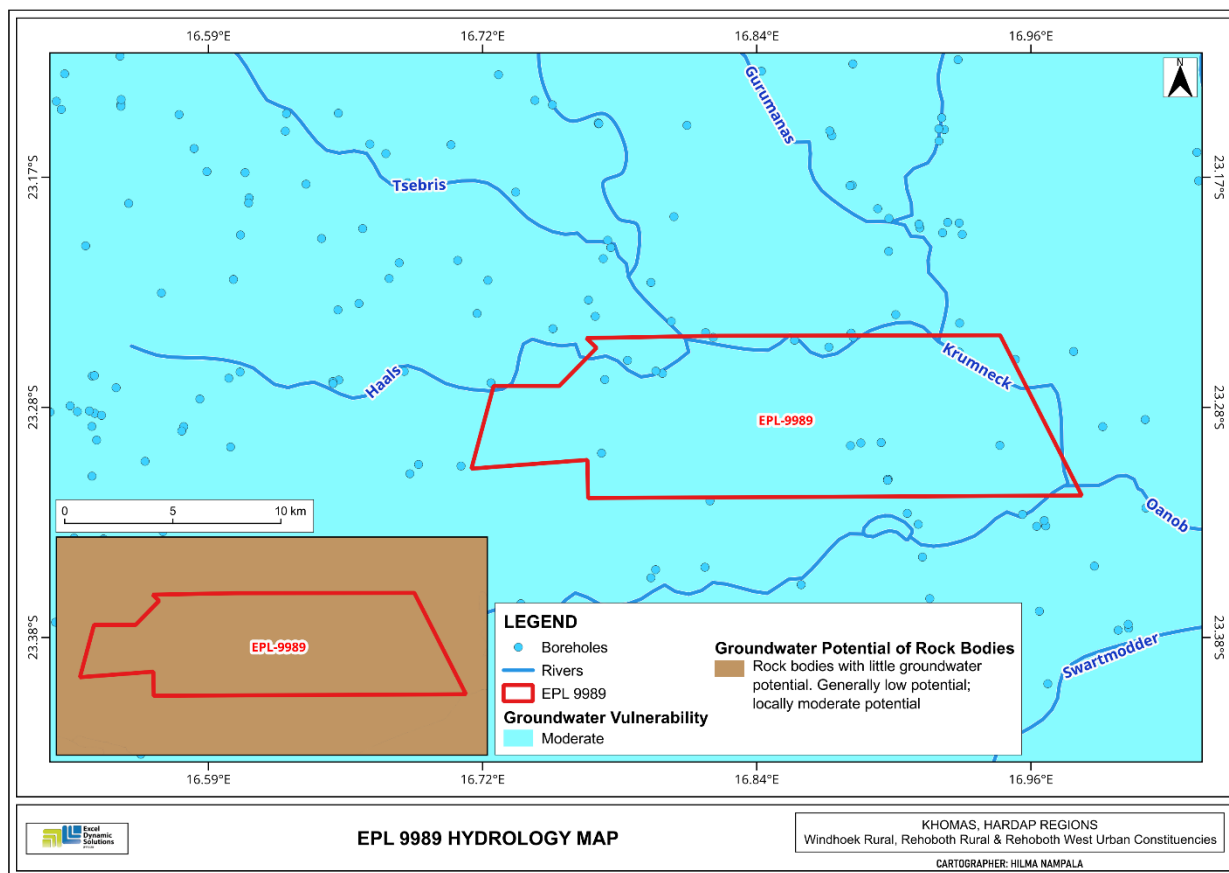 16.59°E
16.72°E
16.84°E
16.96°E
N
Gurumanas
23.17°S
23.17°S
Tsebris
Krumneck
Haals
23.28°S
23.28°S
EPL-9989
Oanob
0 5 10 km
EPL-9989
23.38°S
23.38°S
Swartmodder
LEGEND
Boreholes
Rivers
EPL 9989
Groundwater Vulnerability
Moderate
Groundwater Potential of Rock Bodies
Rock bodies with little groundwater
potential. Generally low potential;
locally moderate potential
16.59°E
16.72°E
16.84°E
16.96°E
Excel
Dynamic
Solutions
EPL 9989 HYDROLOGY MAP
KHOMAS, HARDAP REGIONS
Windhoek Rural, Rehoboth Rural & Rehoboth West Urban Constituencies
CARTOGRAPHER: HILMA NAMPALA